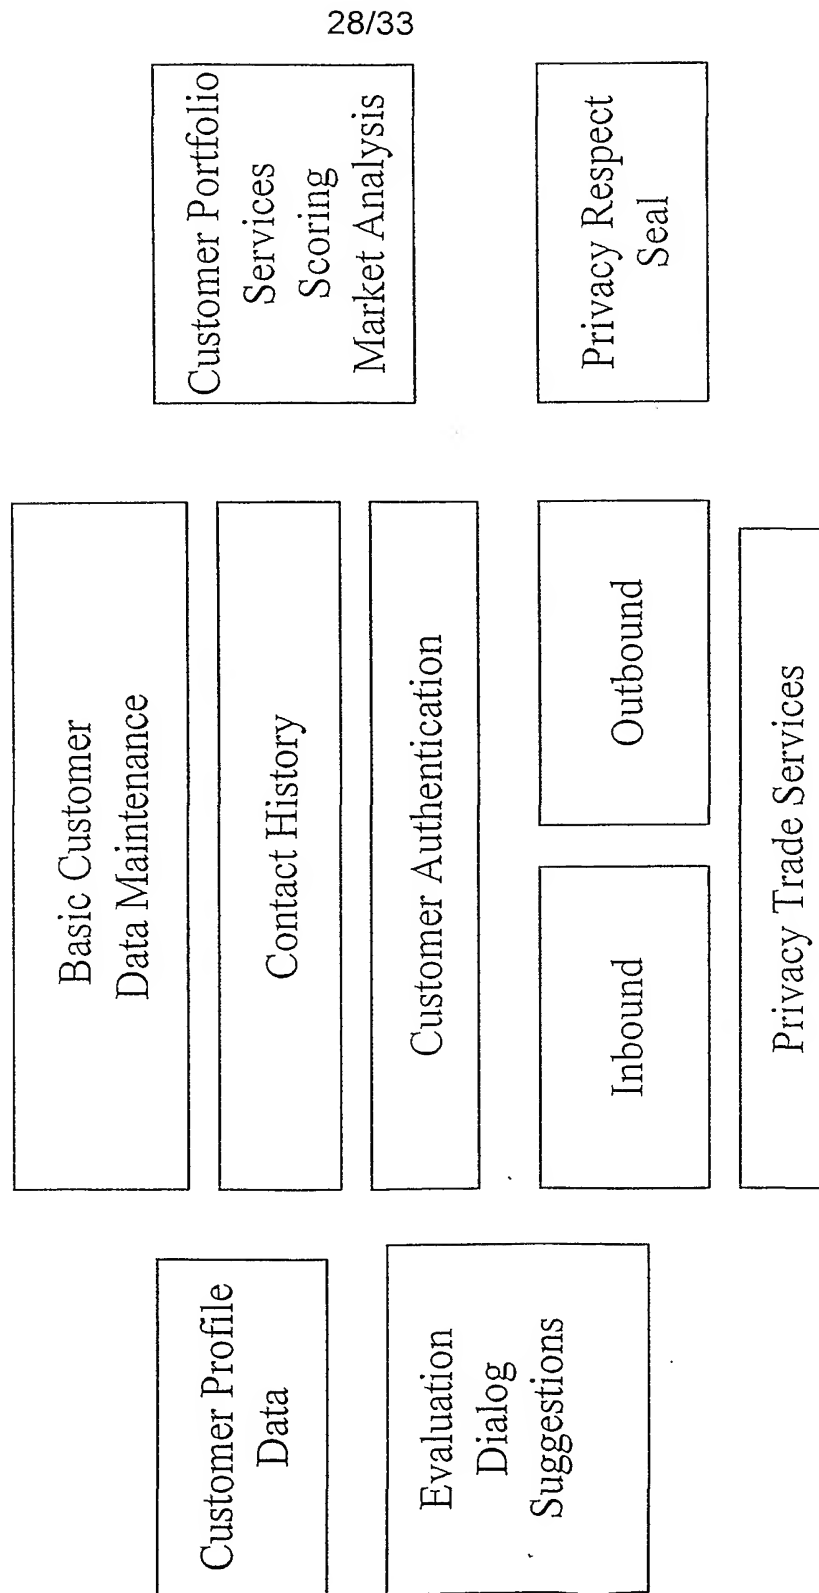 28/33
Customer Profile
Data
Evaluation
Dialog
Suggestions
Basic Customer
Data Maintenance
Contact History
Customer Authentication
Inbound
Outbound
Privacy Trade Services
Customer Portfolio
Services
Scoring
Market Analysis
Privacy Respect
Seal